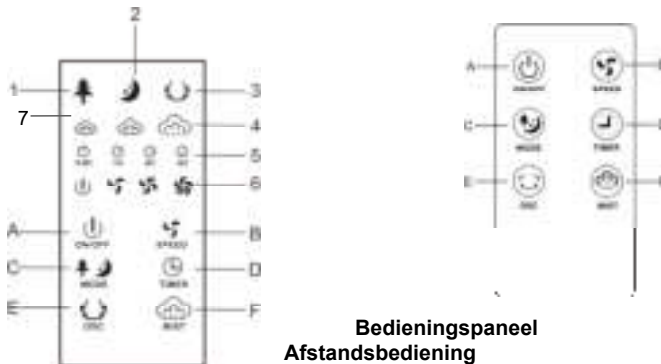 2
1
3
7
4
5
6
A
ON/OFF
SPEED
B
C
MODE
TIMER
D
E
OSC
MIST
F
A
ON/OFF
SPEED
C
MODE
TIMER
E
OSC
MIST
Bedieningspaneel
Afstandsbediening